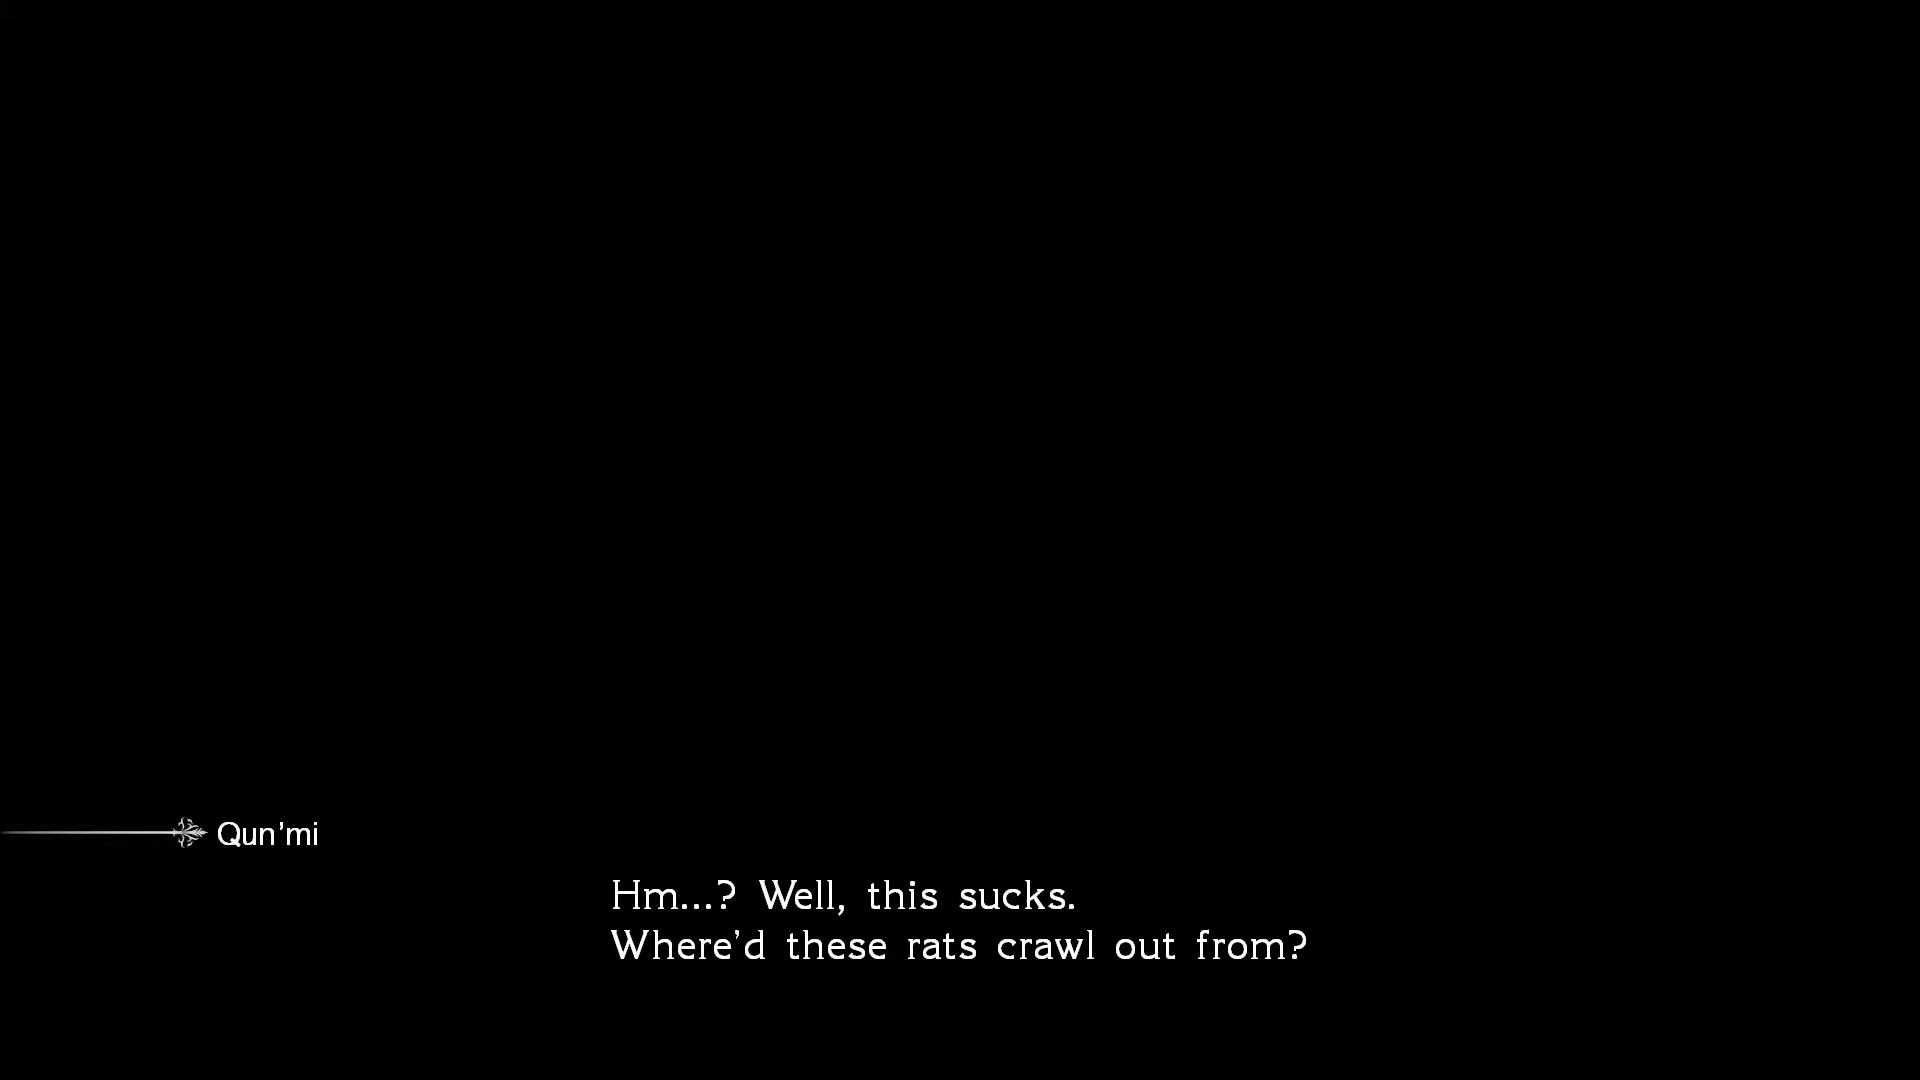 Qun'mi
Hm...? Well, this sucks.
Where'd these rats crawl out from?